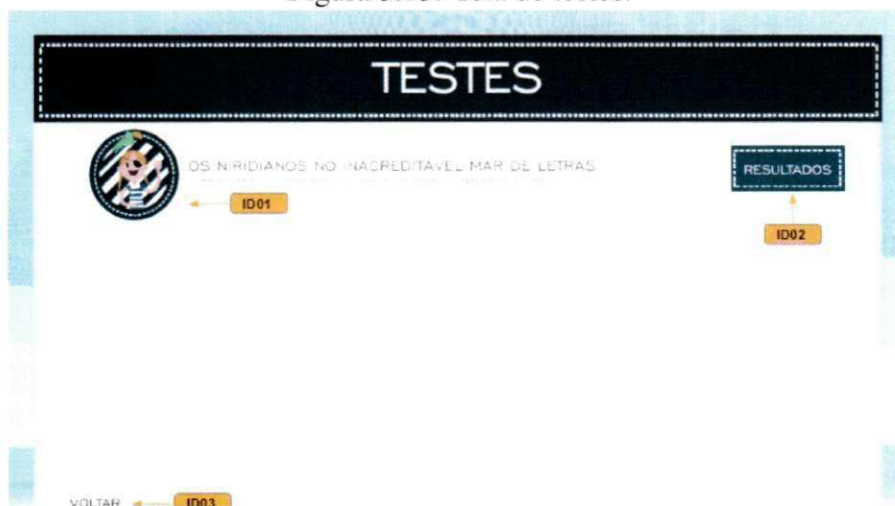 TESTES
OS NIRIDIANOS NO INACREDITÁVEL MAR DE LETRAS
RESULTADOS
ID01
ID02
VOLTAR
ID03